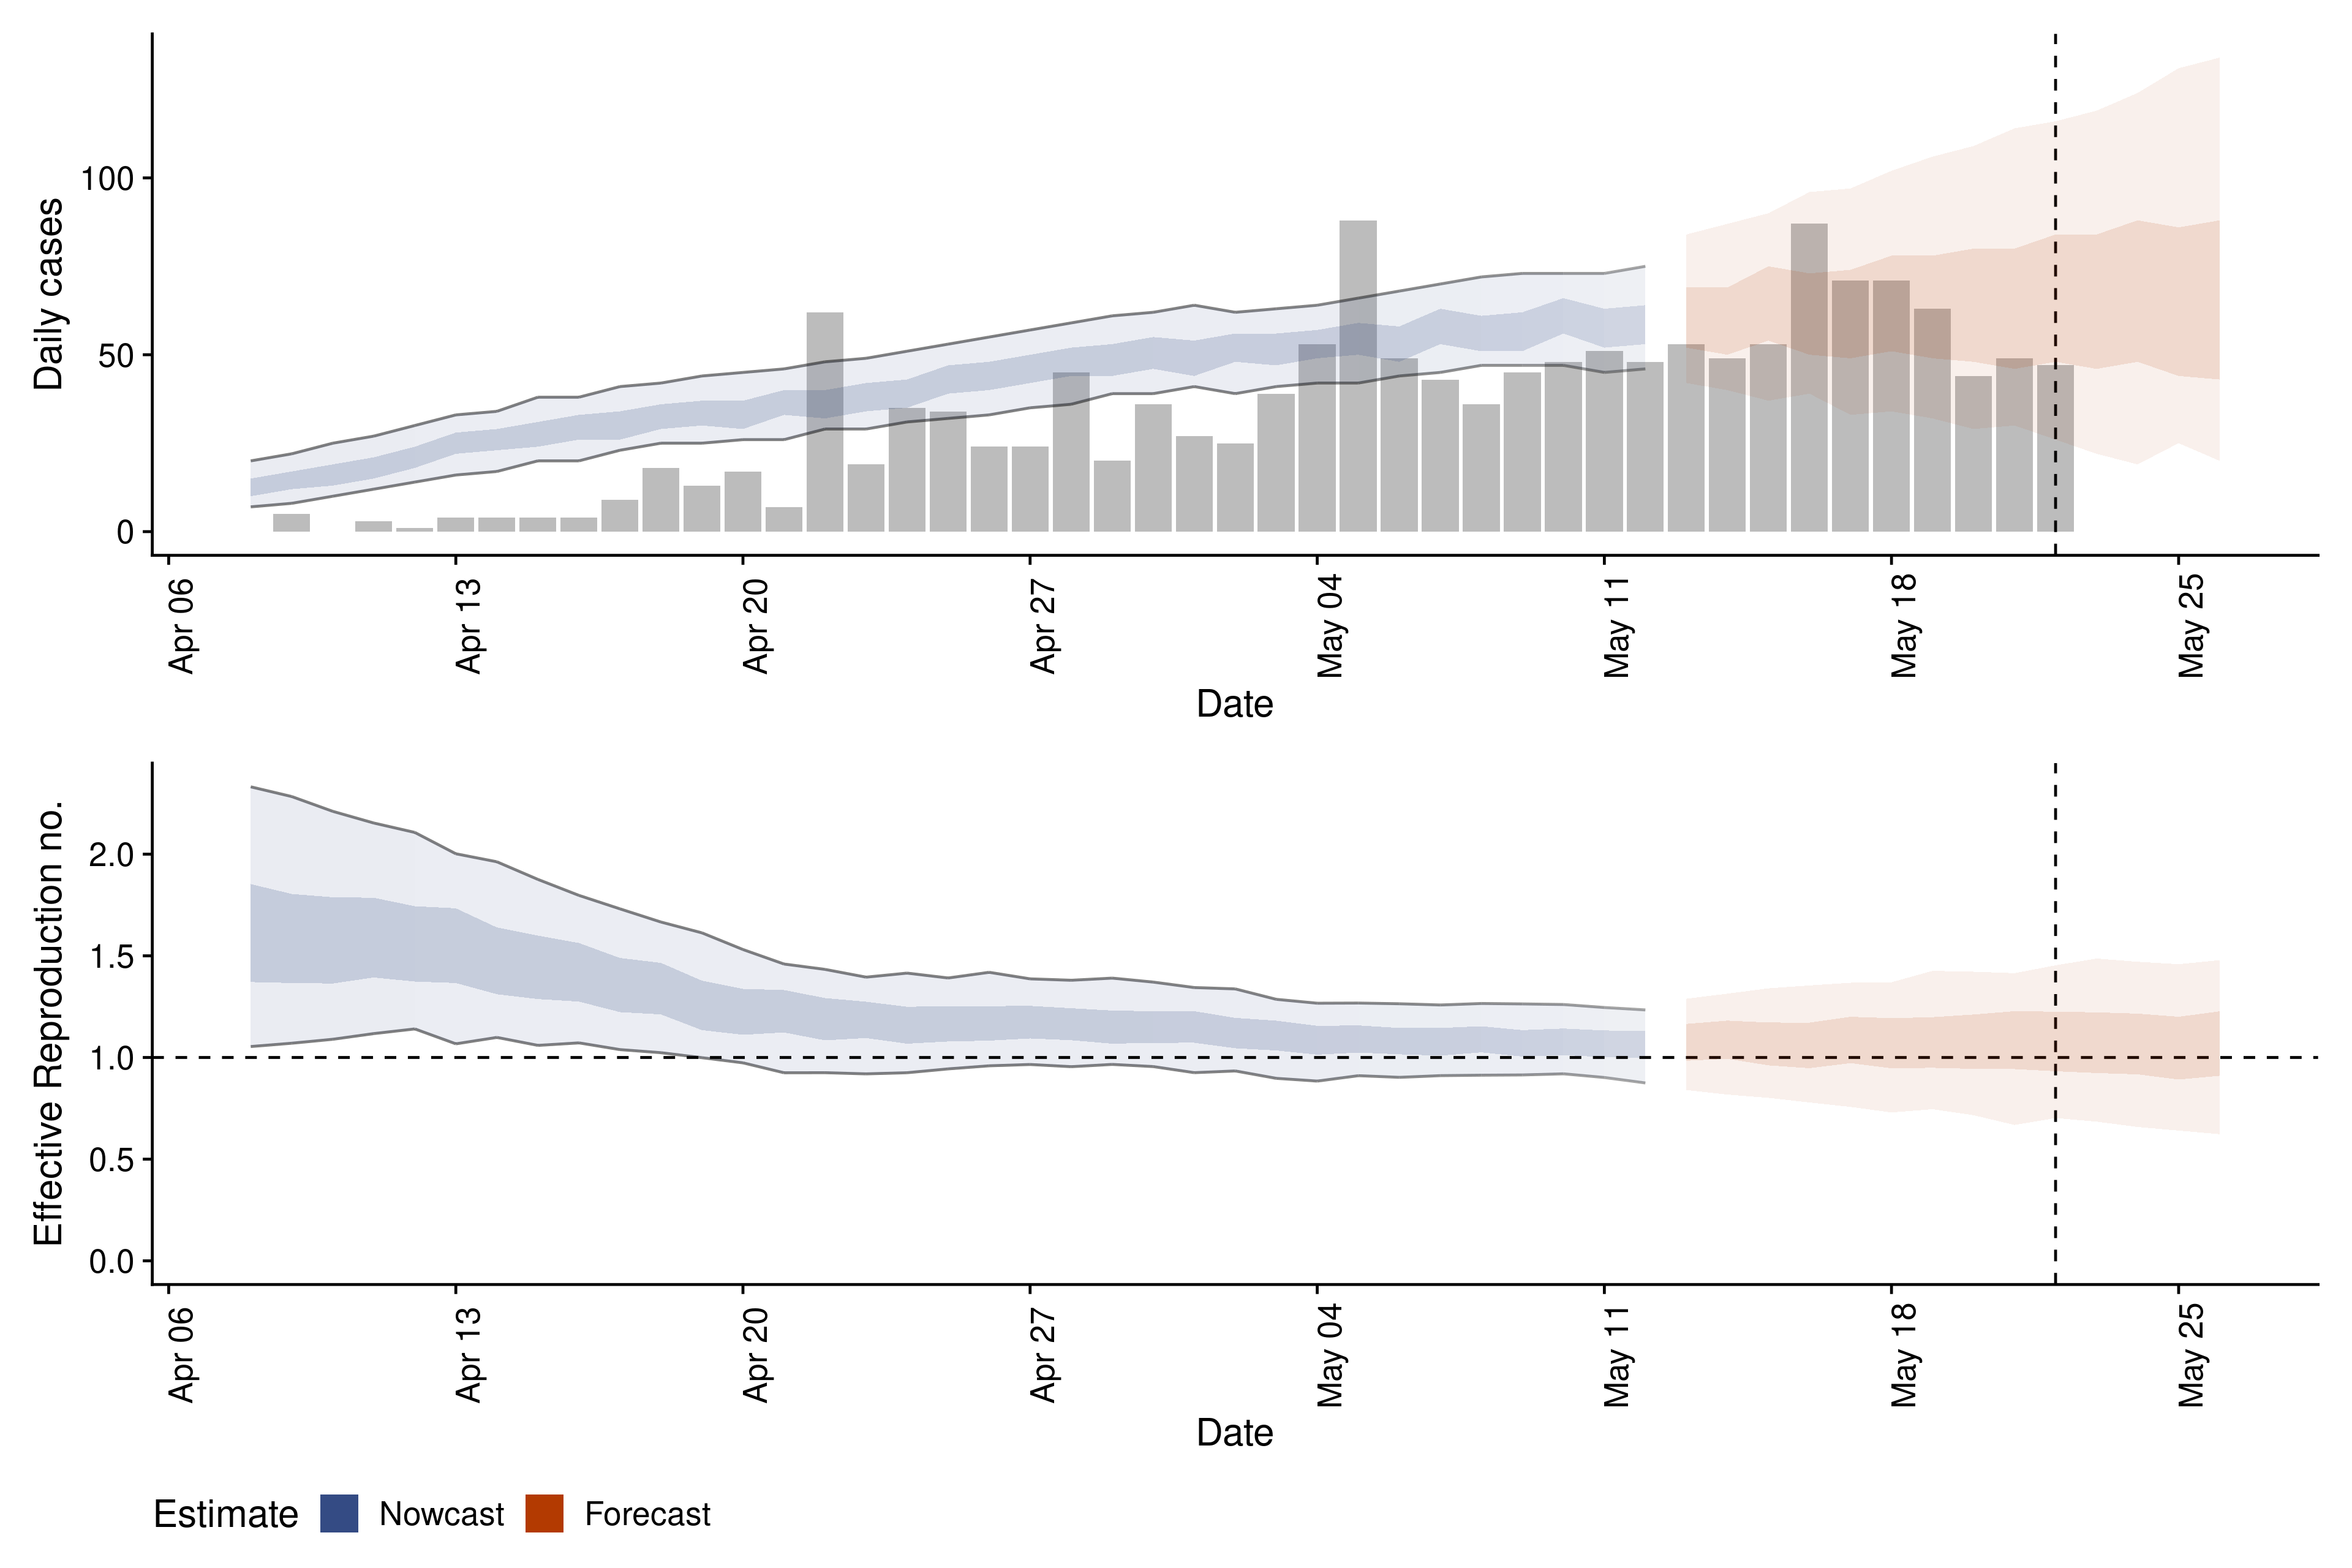 Daily cases
100
50
0
Apr 06
Apr 13
Apr 20
Apr 27
May 04
May 11
May 18
May 25
Date
Effective Reproduction no.
2.0
1.5
1.0
0.5
0.0
Apr 06
Apr 13
Apr 20
Apr 27
May 04
May 11
May 18
May 25
Date
Estimate Nowcast Forecast